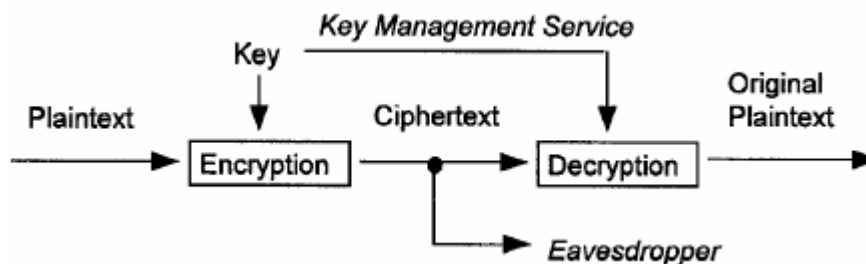 Key Management Service
Key
Plaintext
Ciphertext
Original
Plaintext
Encryption
Decryption
Eavesdropper